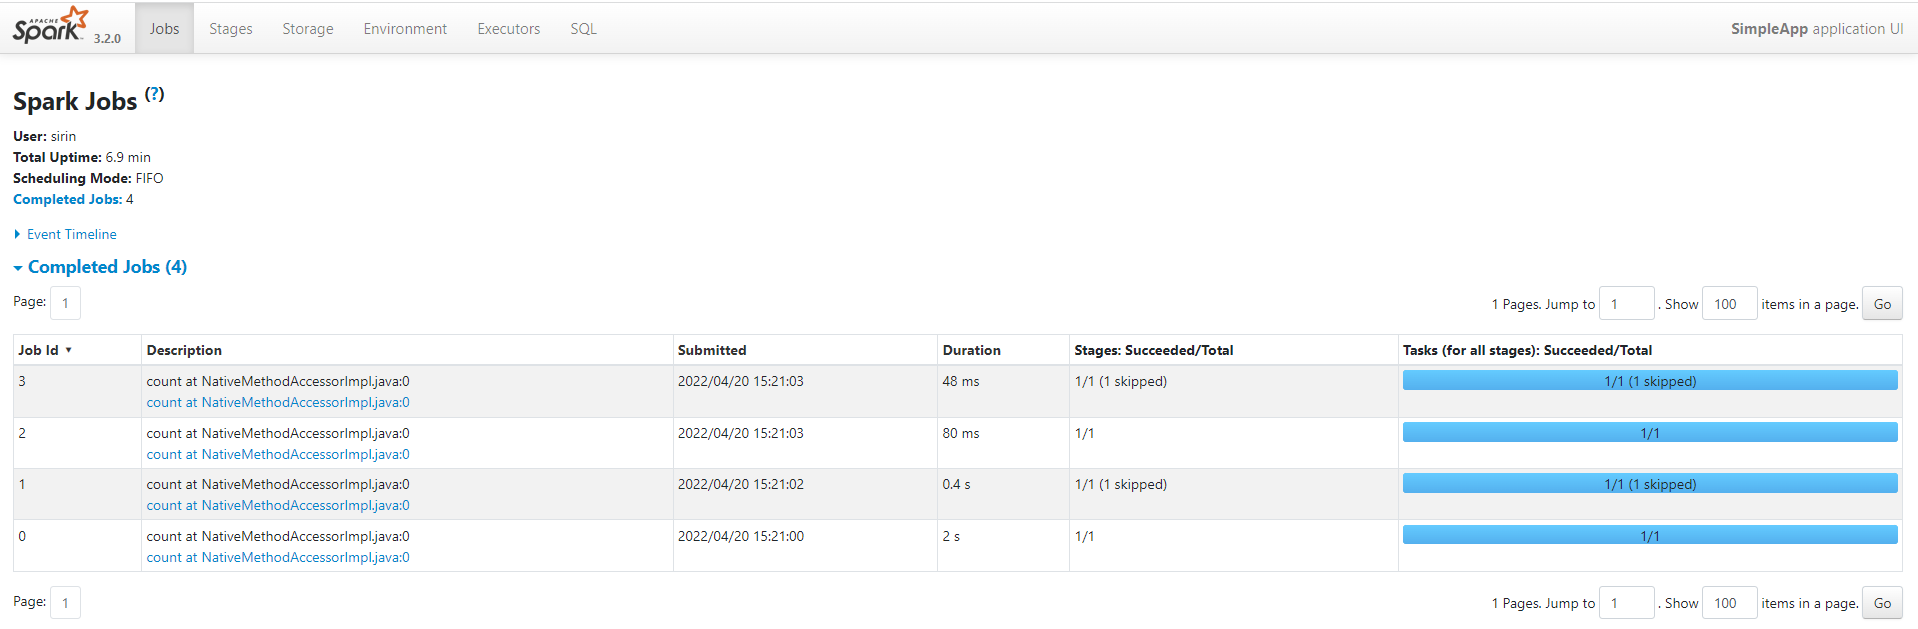 APACHE Spark 3.2.0 Jobs Stages Storage Environment Executors SQL SimpleApp application UI
Spark Jobs (?)
User: sirin
Total Uptime: 6.9 min
Scheduling Mode: FIFO
Completed Jobs: 4
Event Timeline
Completed Jobs (4)
Page: 1 1 Pages. Jump to 1 . Show 100 items in a page. Go
Job Id ▾ Description Submitted Duration Stages: Succeeded/Total Tasks (for all stages): Succeeded/Total
3 count at NativeMethodAccessorImpl.java:0 2022/04/20 15:21:03 48 ms 1/1 (1 skipped) 1/1 (1 skipped)
count at NativeMethodAccessorImpl.java:0
2 count at NativeMethodAccessorImpl.java:0 2022/04/20 15:21:03 80 ms 1/1 1/1
count at NativeMethodAccessorImpl.java:0
1 count at NativeMethodAccessorImpl.java:0 2022/04/20 15:21:02 0.4 s 1/1 (1 skipped) 1/1 (1 skipped)
count at NativeMethodAccessorImpl.java:0
0 count at NativeMethodAccessorImpl.java:0 2022/04/20 15:21:00 2 s 1/1 1/1
count at NativeMethodAccessorImpl.java:0
Page: 1 1 Pages. Jump to 1 . Show 100 items in a page. Go